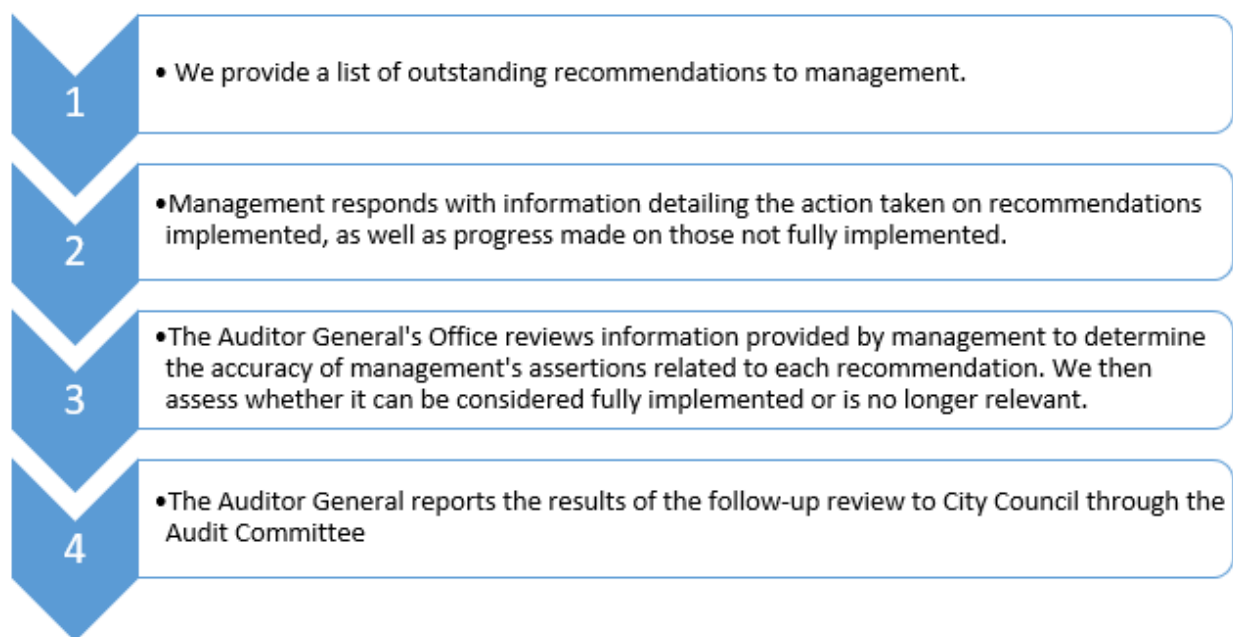 1
• We provide a list of outstanding recommendations to management.
2
•Management responds with information detailing the action taken on recommendations
implemented, as well as progress made on those not fully implemented.
3
•The Auditor General's Office reviews information provided by management to determine
the accuracy of management's assertions related to each recommendation. We then
assess whether it can be considered fully implemented or is no longer relevant.
4
•The Auditor General reports the results of the follow-up review to City Council through the
Audit Committee